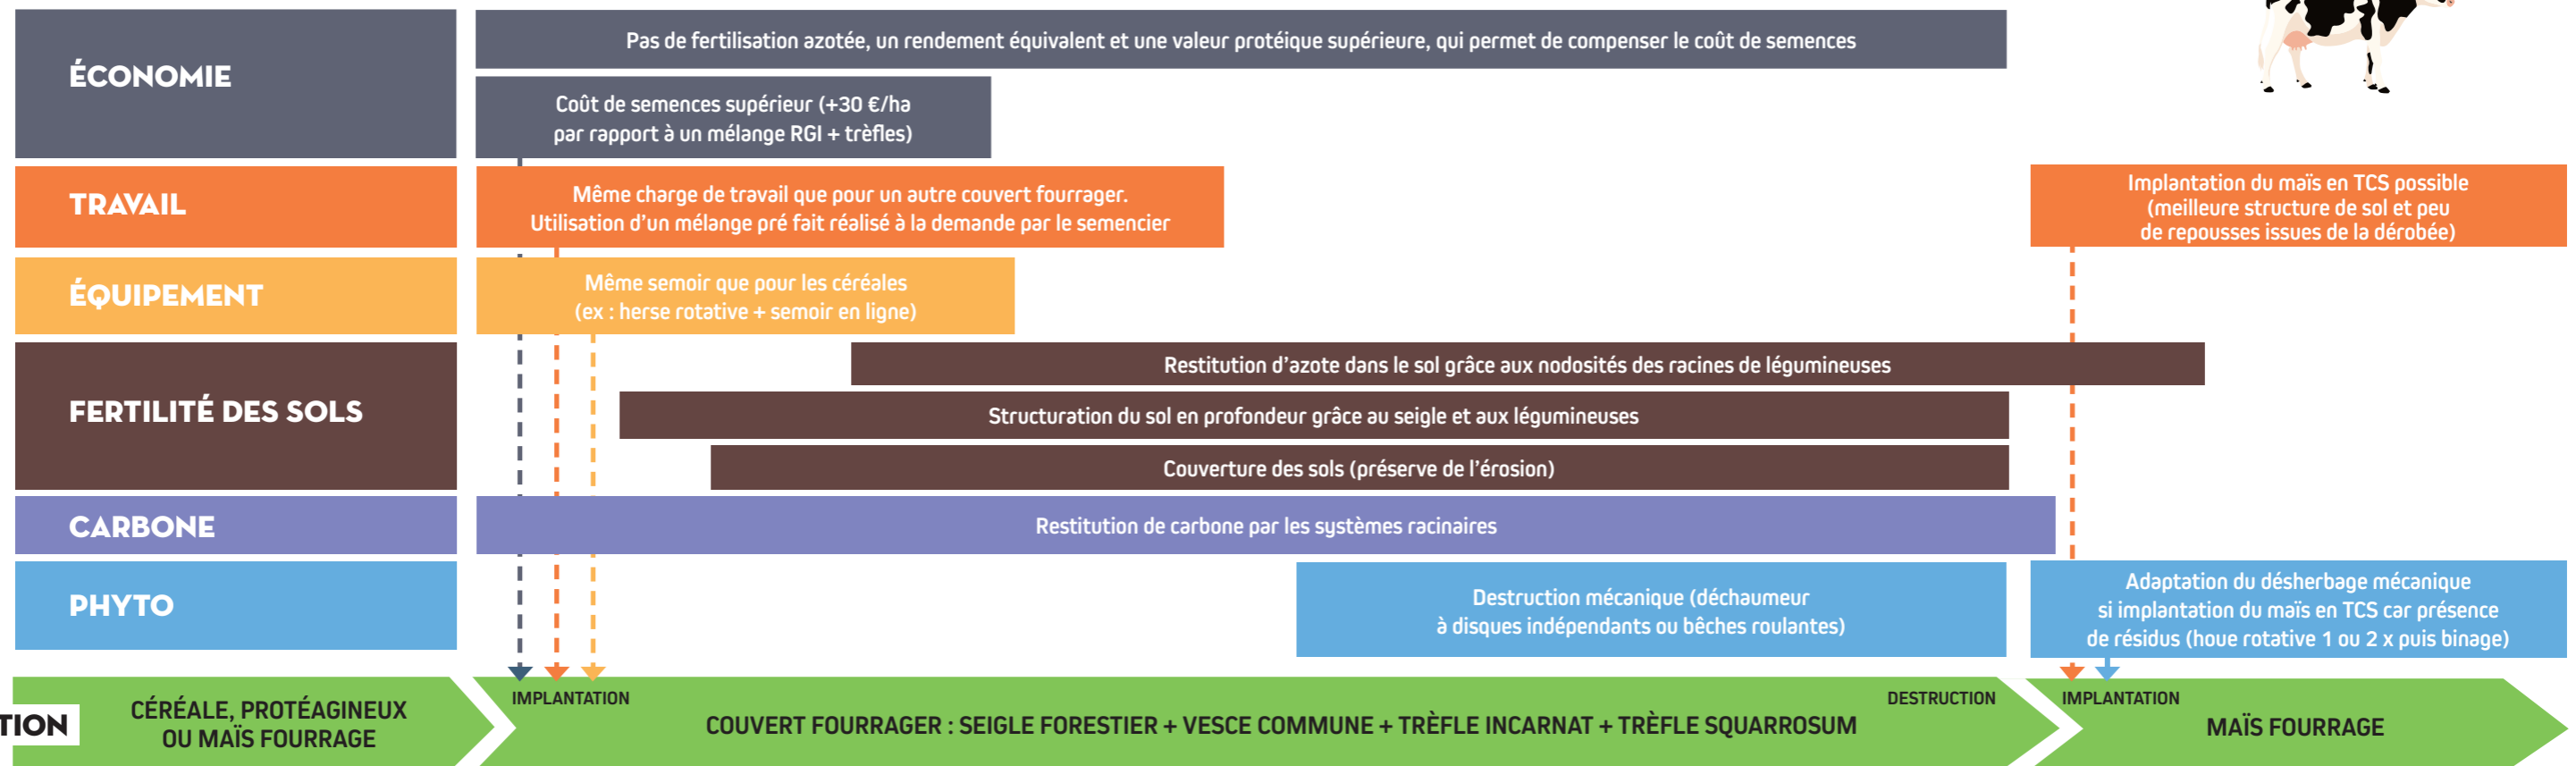 ÉCONOMIE
Pas de fertilisation azotée, un rendement équivalent et une valeur protéique supérieure, qui permet de compenser le coût de semences
Coût de semences supérieur (+30 €/ha
par rapport à un mélange RGI + trèfles)
TRAVAIL
Même charge de travail que pour un autre couvert fourrager.
Utilisation d'un mélange pré fait réalisé à la demande par le semencier
Implantation du maïs en TCS possible
(meilleure structure de sol et peu
de repousses issues de la dérobée)
ÉQUIPEMENT
Même semoir que pour les céréales
(ex : herse rotative + semoir en ligne)
FERTILITÉ DES SOLS
Restitution d'azote dans le sol grâce aux nodosités des racines de légumineuses
Structuration du sol en profondeur grâce au seigle et aux légumineuses
Couverture des sols (préserve de l'érosion)
CARBONE
Restitution de carbone par les systèmes racinaires
PHYTO
Destruction mécanique (déchaumeur
à disques indépendants ou bêches roulantes)
Adaptation du désherbage mécanique
si implantation du maïs en TCS car présence
de résidus (houe rotative 1 ou 2 x puis binage)
TION
CÉRÉALE, PROTÉAGINEUX
OU MAÏS FOURRAGE
IMPLANTATION
COUVERT FOURRAGER : SEIGLE FORESTIER + VESCE COMMUNE + TRÈFLE INCARNAT + TRÈFLE SQUARROSUM
DESTRUCTION
IMPLANTATION
MAÏS FOURRAGE